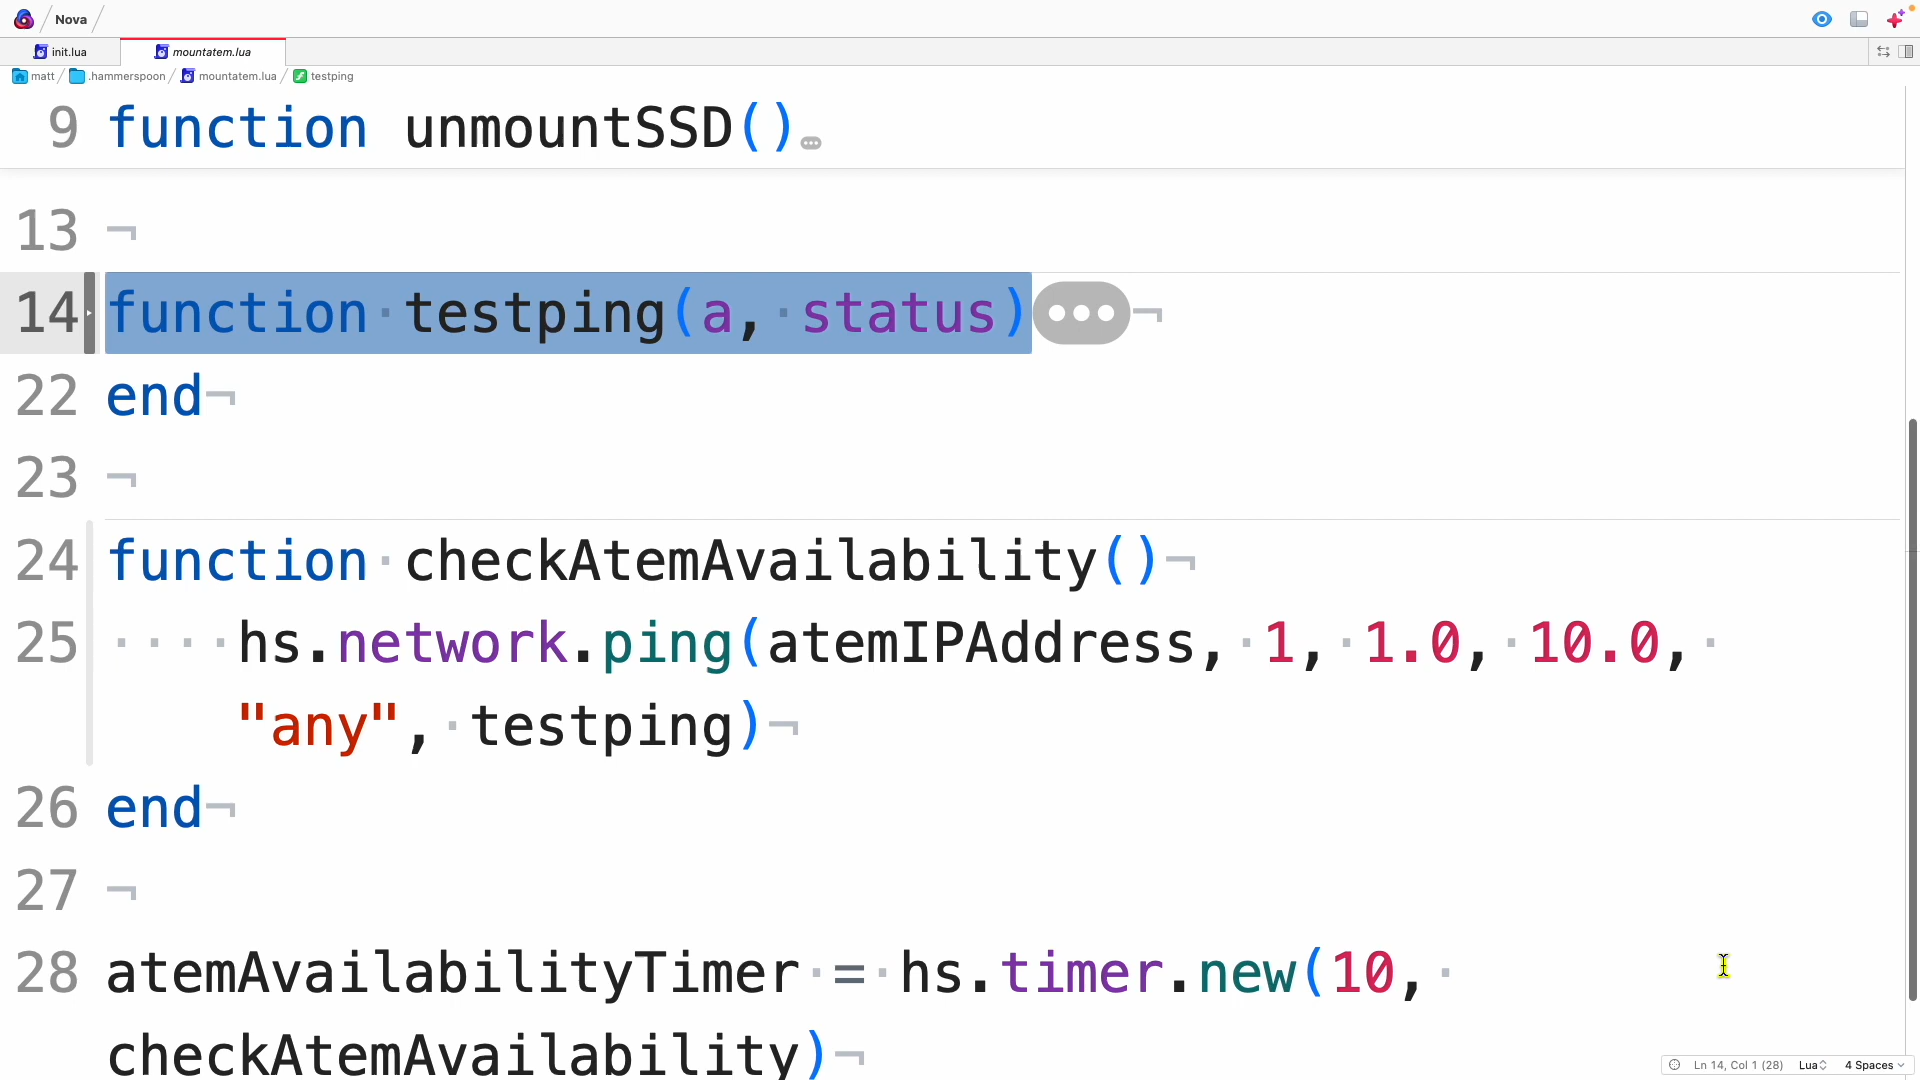 Nova
init.lua
mountatem.lua
matt
.hammerspoon
mountatem.lua
testping
9 function unmountSSD()
13
14 function testping(a, status)
22 end
23
24 function checkAtemAvailability()
25 hs.network.ping(atemIPAddress, 1, 1.0, 10.0,
"any", testping)
26 end
27
28 atemAvailabilityTimer = hs.timer.new(10,
checkAtemAvailability)
Ln 14, Col 1 (28) Lua 4 Spaces